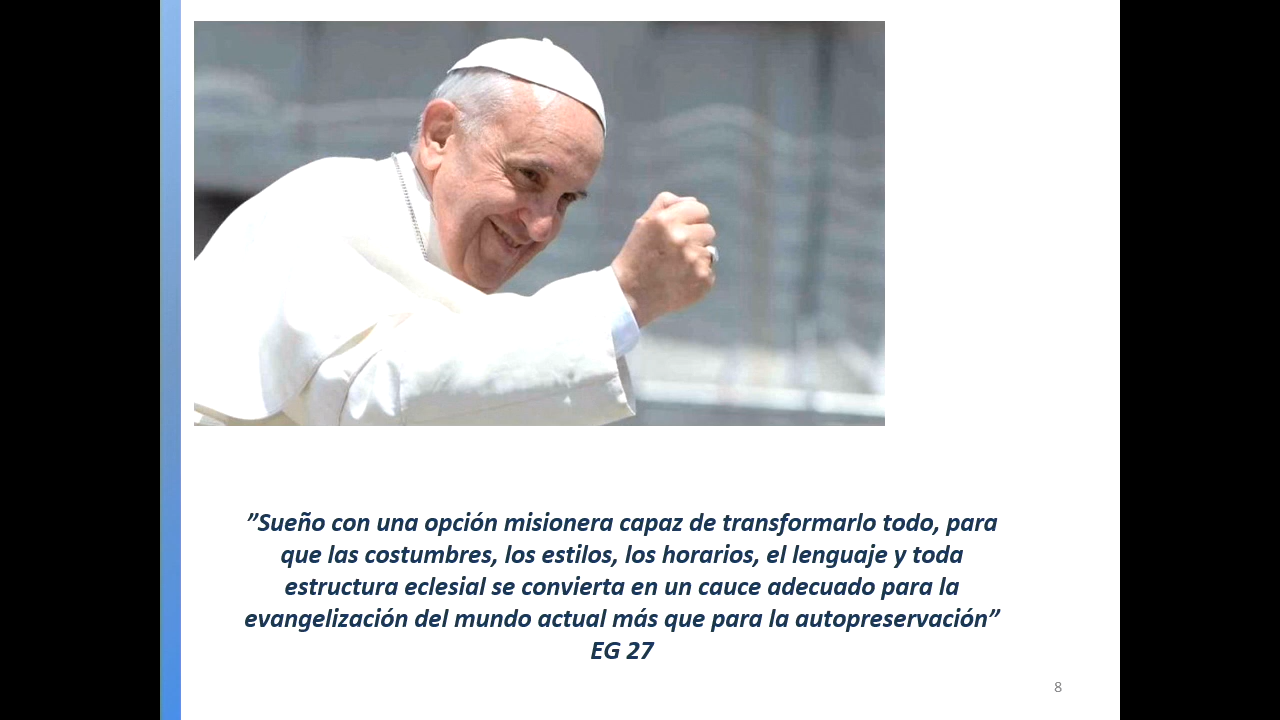 ”Sueño con una opción misionera capaz de transformarlo todo, para
que las costumbres, los estilos, los horarios, el lenguaje y toda
estructura eclesial se convierta en un cauce adecuado para la
evangelización del mundo actual más que para la autopreservación”
EG 27
8